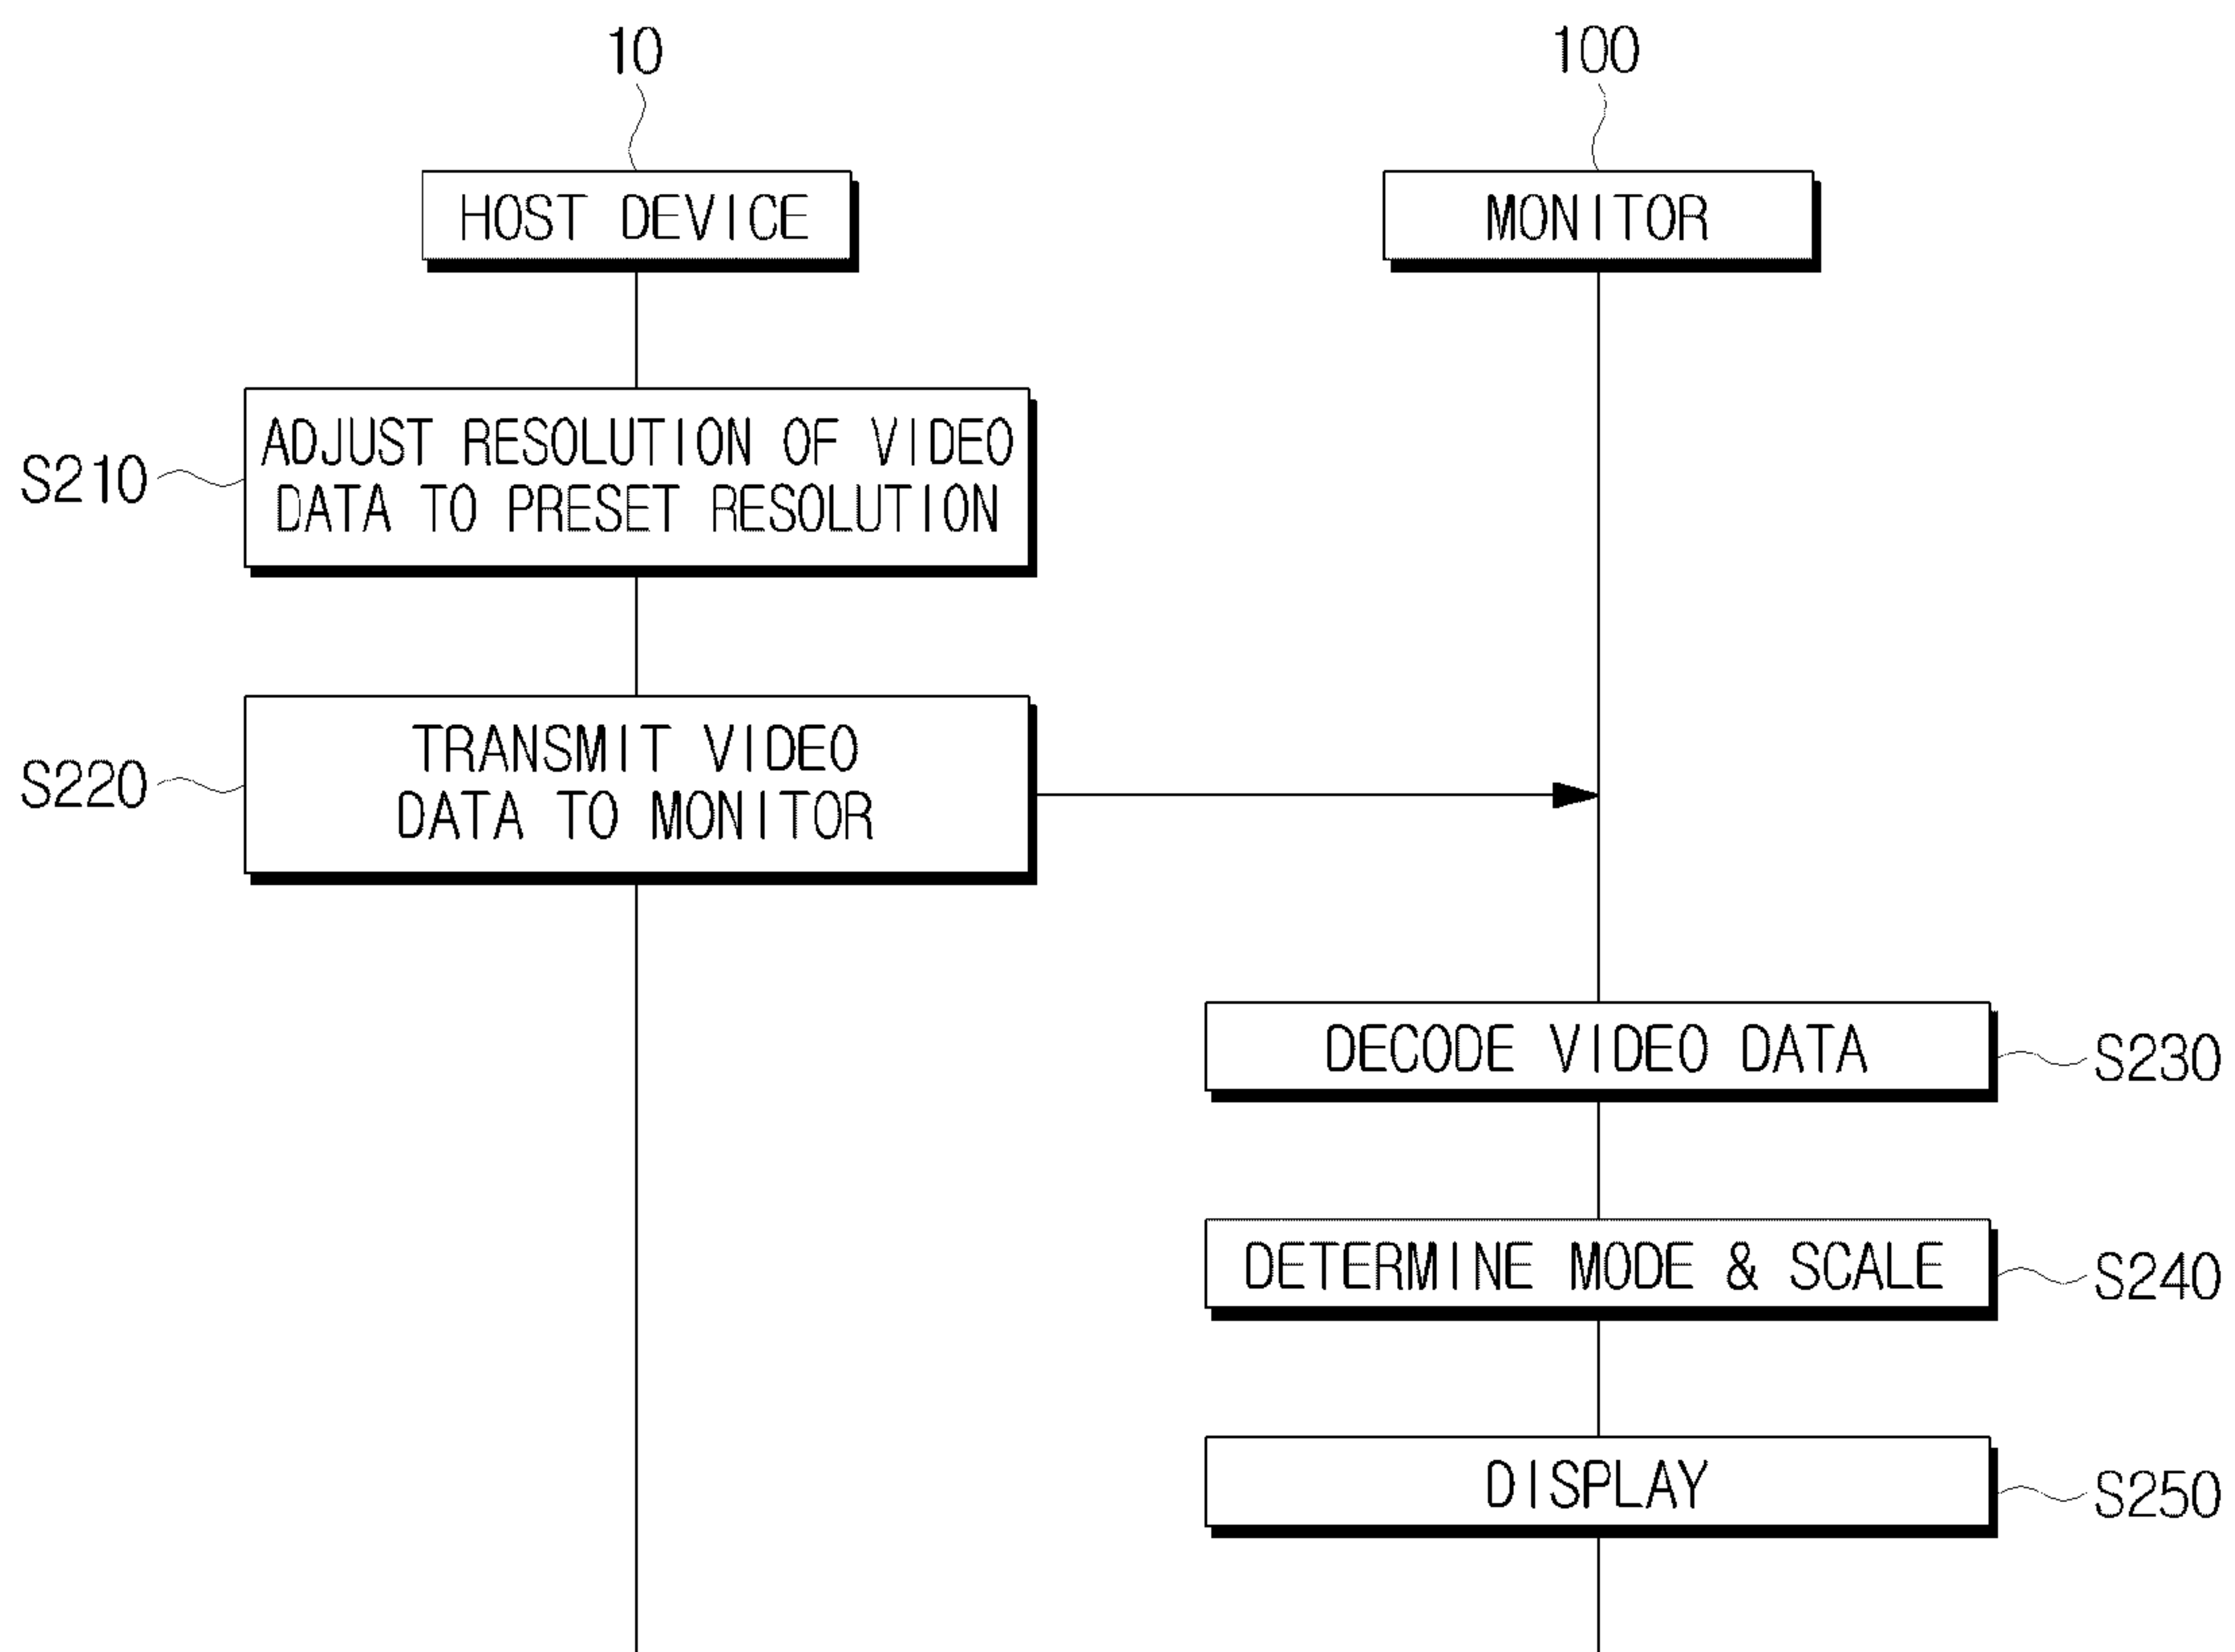 10
100
HOST DEVICE
MONITOR
S210
ADJUST RESOLUTION OF VIDEO
DATA TO PRESET RESOLUTION
S220
TRANSMIT VIDEO
DATA TO MONITOR
DECODE VIDEO DATA
S230
DETERMINE MODE & SCALE
S240
DISPLAY
S250